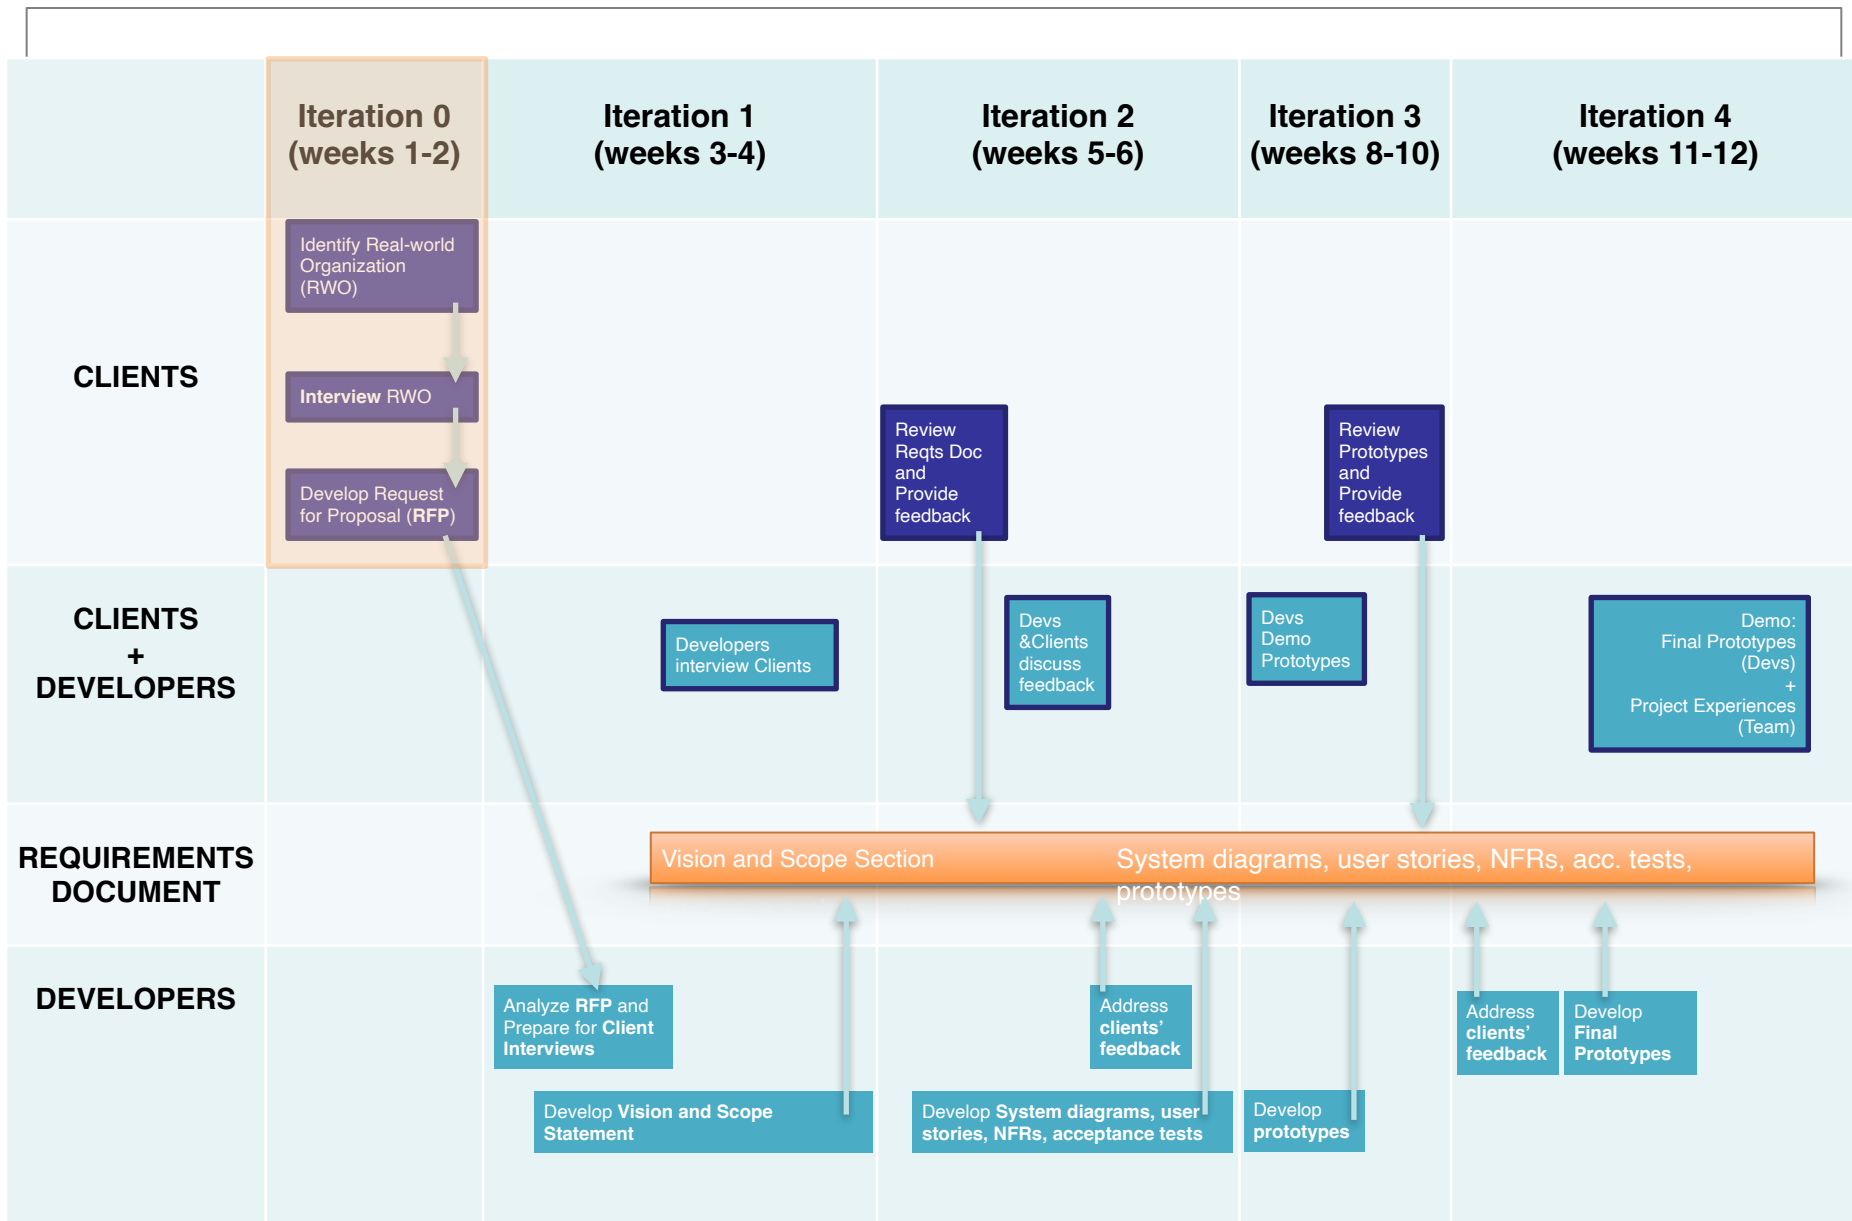 Iteration 0
(weeks 1-2)
Iteration 1
(weeks 3-4)
Iteration 2
(weeks 5-6)
Iteration 3
(weeks 8-10)
Iteration 4
(weeks 11-12)
CLIENTS
Identify Real-world
Organization
(RWO)
Interview RWO
Develop Request
for Proposal (RFP)
Review
Reqts Doc
and
Provide
feedback
Review
Prototypes
and
Provide
feedback
CLIENTS
+
DEVELOPERS
Developers
interview Clients
Devs
&Clients
discuss
feedback
Devs
Demo
Prototypes
Demo:
Final Prototypes
(Devs)
+
Project Experiences
(Team)
REQUIREMENTS
DOCUMENT
Vision and Scope Section
System diagrams, user stories, NFRs, acc. tests,
prototypes
DEVELOPERS
Analyze RFP and
Prepare for Client
Interviews
Develop Vision and Scope
Statement
Address
clients’
feedback
Develop System diagrams, user
stories, NFRs, acceptance tests
Develop
prototypes
Address
clients’
feedback
Develop
Final
Prototypes